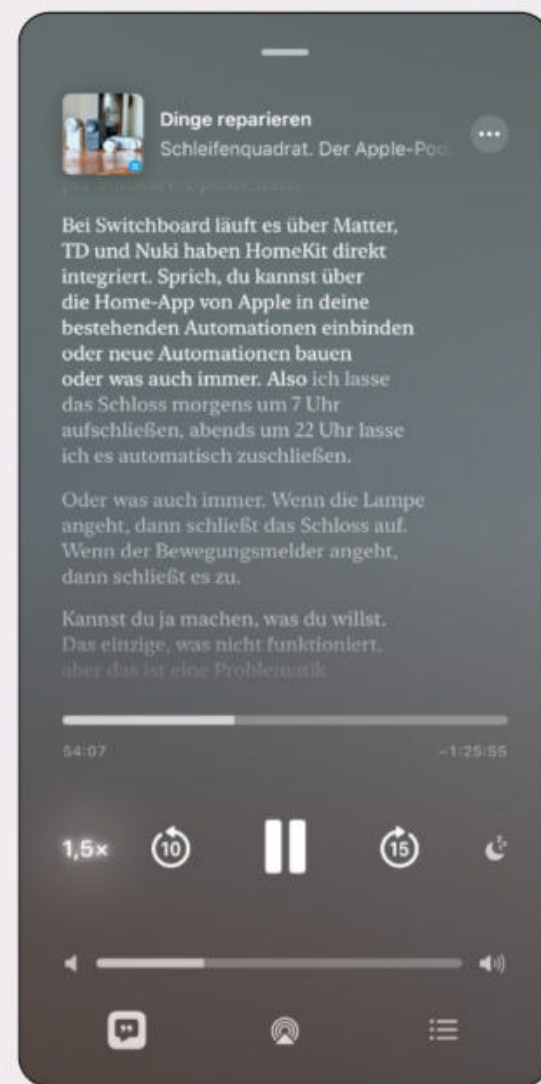 Dinge reparieren
Schleifenquadrat. Der Apple-Pod
per Software-Update
Bei Switchboard läuft es über Matter,
TD und Nuki haben HomeKit direkt
integriert. Sprich, du kannst über
die Home-App von Apple in deine
bestehenden Automationen einbinden
oder neue Automationen bauen
oder was auch immer. Also ich lasse
das Schloss morgens um 7 Uhr
aufschließen, abends um 22 Uhr lasse
ich es automatisch zuschließen.
Oder was auch immer. Wenn die Lampe
angeht, dann schließt das Schloss auf.
Wenn der Bewegungsmelder angeht,
dann schließt es zu.
Kannst du ja machen, was du willst.
Das einzige, was nicht funktioniert,
aber das ist eine Problematik
54:07 -1:25:55
1,5× 10 15